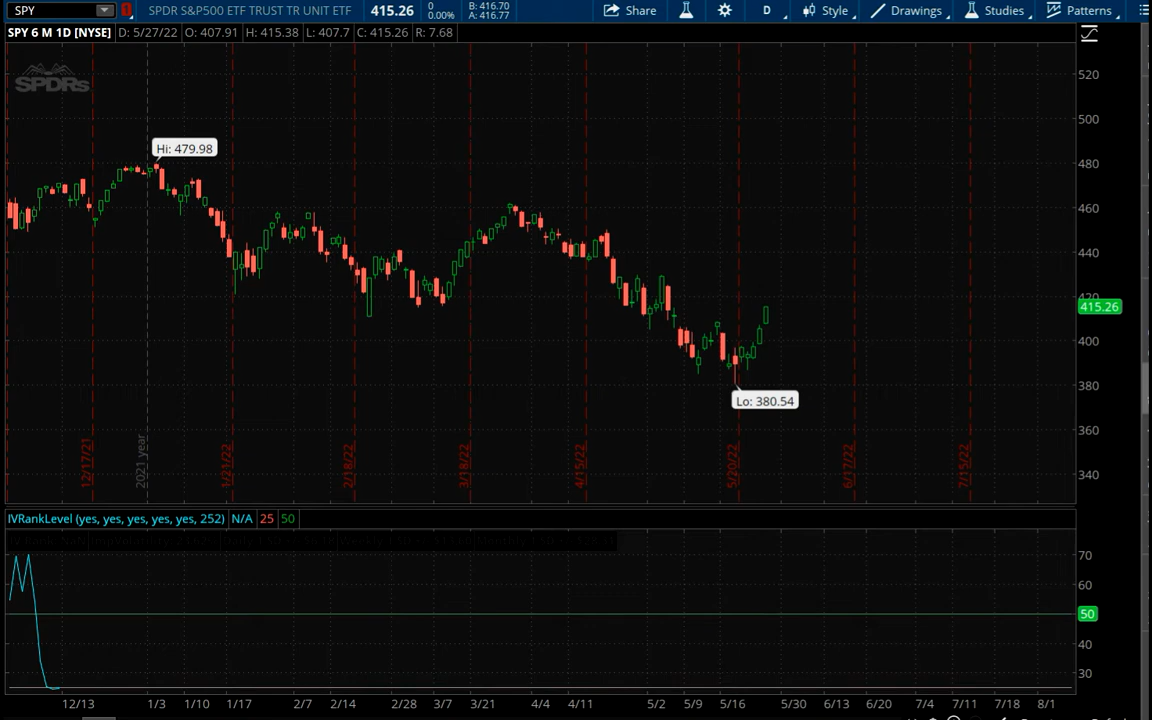 SPY 1 SPDR S&P500 ETF TRUST TR UNIT ETF 415.26 0 B: 416.70 Share D Style Drawings Studies Patterns
0.00% A: 416.77
SPY 6 M 1D [NYSE] D: 5/27/22 O: 407.91 H: 415.38 L: 407.7 C: 415.26 R: 7.68
SPDRs
520
500
480
460
440
420
415.26
400
380
360
340
Hi: 479.98
Lo: 380.54
12/17/21
2021 year
1/21/22
2/18/22
3/18/22
4/15/22
5/20/22
6/17/22
7/15/22
IVRankLevel (yes, yes, yes, yes, yes, 252) N/A 25 50
70
60
50
40
30
12/13 1/3 1/10 1/17 2/7 2/14 2/28 3/7 3/21 4/4 4/11 5/2 5/9 5/16 5/30 6/13 6/20 7/4 7/11 7/18 8/1